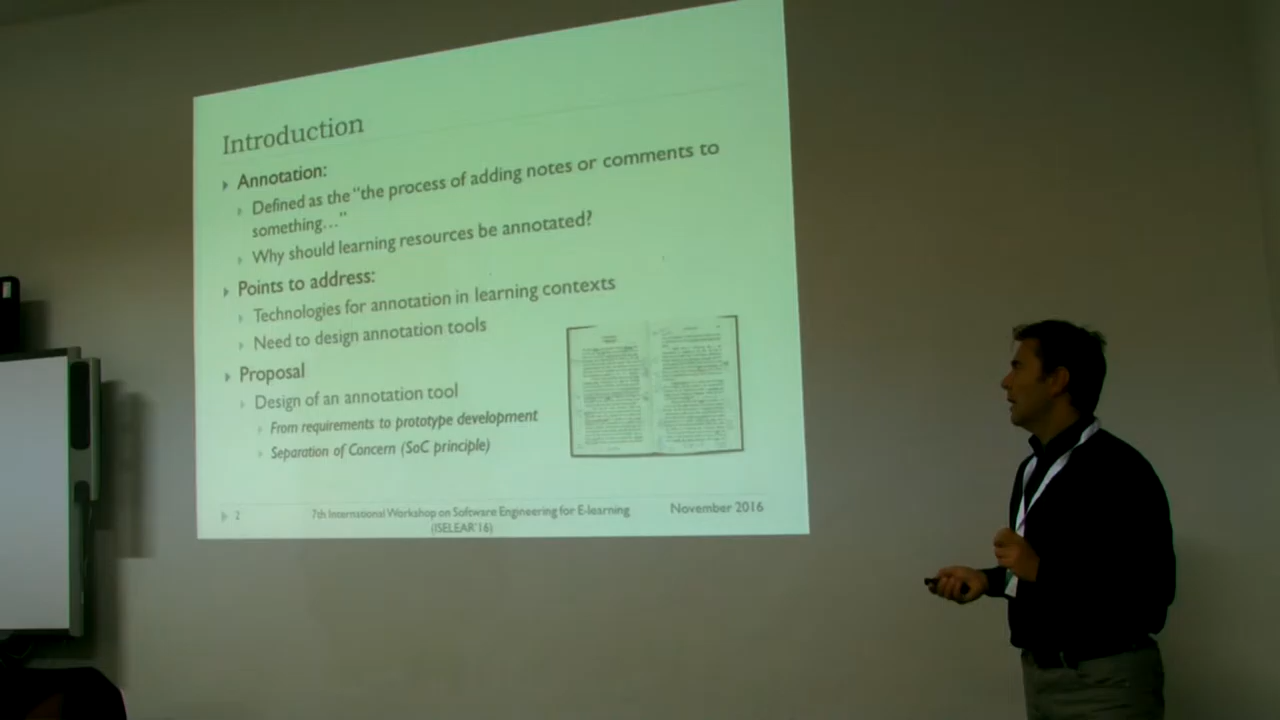 Introduction
Annotation:
Defined as the “the process of adding notes or comments to
something…”
Why should learning resources be annotated?
Points to address:
Technologies for annotation in learning contexts
Need to design annotation tools
Proposal
Design of an annotation tool
From requirements to prototype development
Separation of Concern (SoC principle)
2
7th International Workshop on Software Engineering for E-learning
(ISELEAR'16)
November 2016